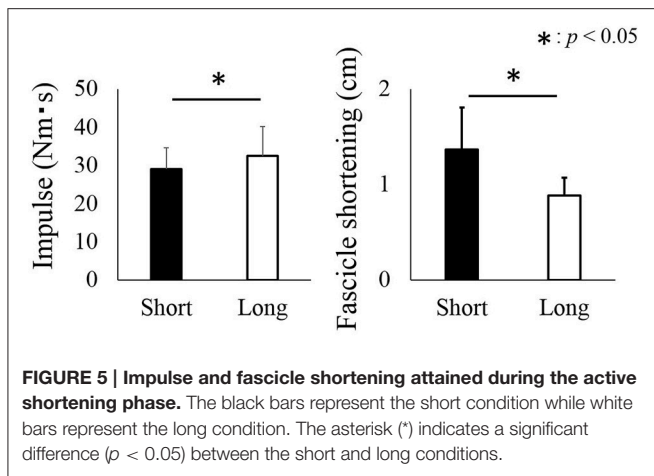 * : p < 0.05
Impulse (Nm·s)
50
40
30
20
10
0
*
Short Long
Fascicle shortening (cm)
2
1
0
*
Short Long
FIGURE 5 | Impulse and fascicle shortening attained during the active
shortening phase. The black bars represent the short condition while white
bars represent the long condition. The asterisk (*) indicates a significant
difference (p < 0.05) between the short and long conditions.